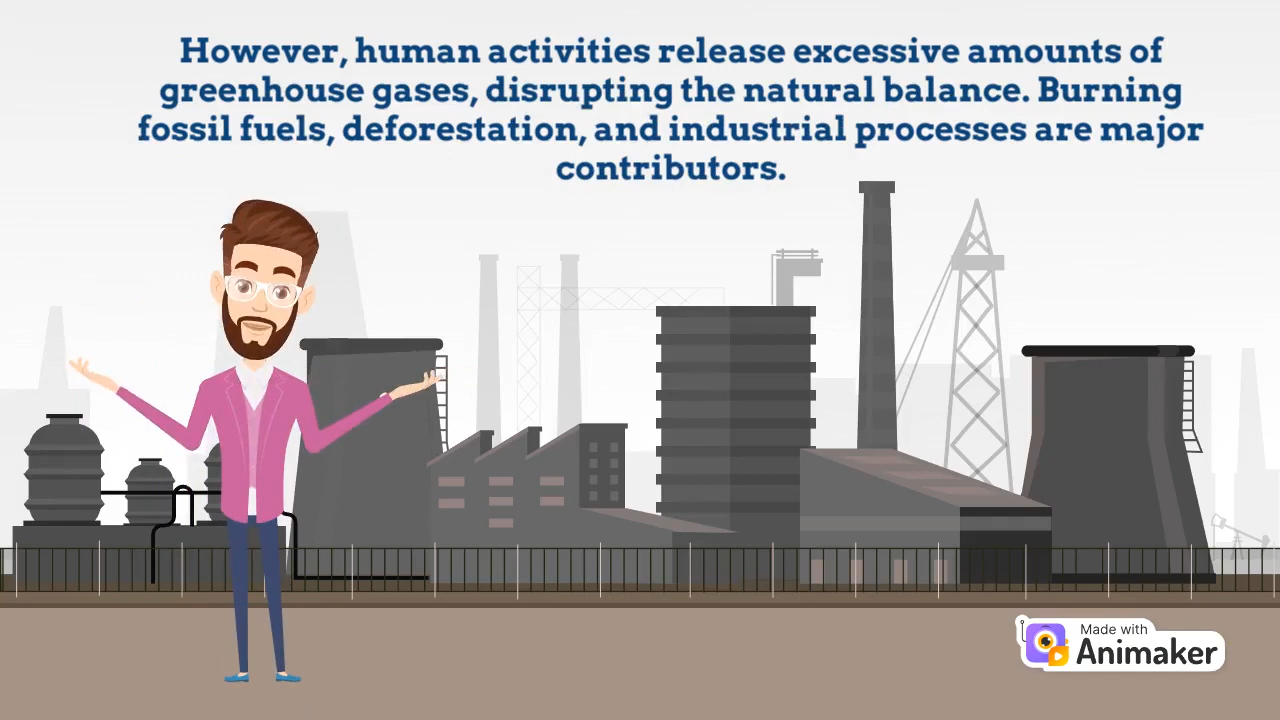 However, human activities release excessive amounts of
greenhouse gases, disrupting the natural balance. Burning
fossil fuels, deforestation, and industrial processes are major
contributors.
Made with
Animaker